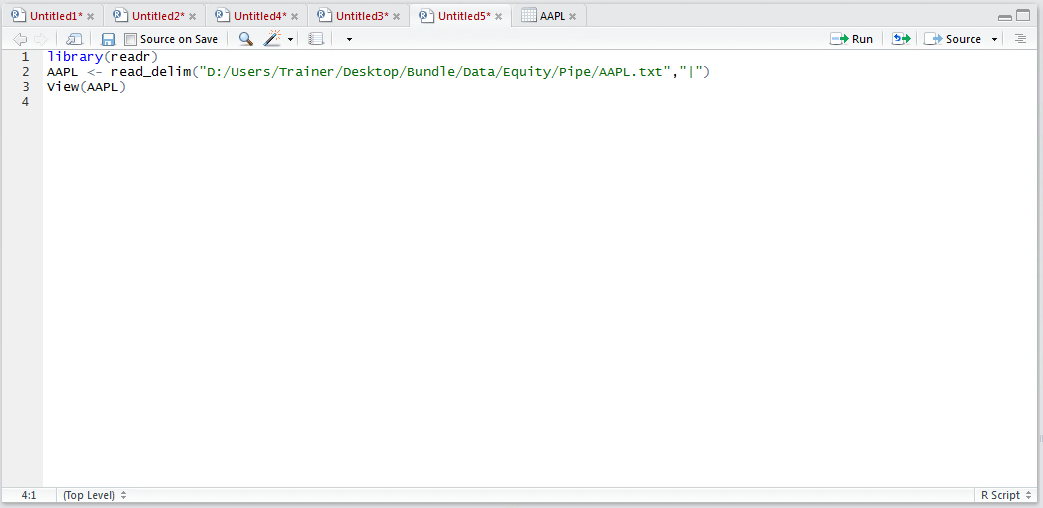 Untitled1* Untitled2* Untitled4* Untitled3* Untitled5* AAPL
Source on Save Run Source
1 library(readr)
2 AAPL <- read_delim("D:/Users/Trainer/Desktop/Bundle/Data/Equity/Pipe/AAPL.txt","|")
3 View(AAPL)
4
4:1 (Top Level) R Script